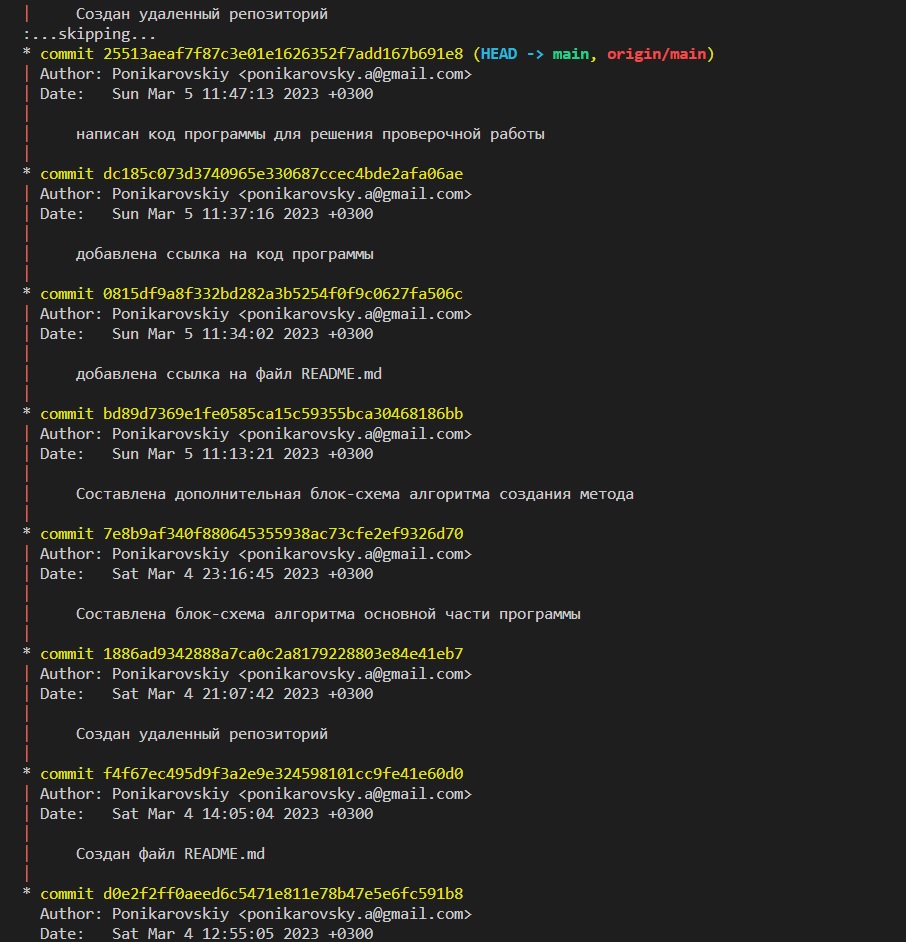 |     Создан удаленный репозиторий
:...skipping...
* commit 25513aeaf7f87c3e01e1626352f7add167b691e8 (HEAD -> main, origin/main)
| Author: Ponikarovskiy <ponikarovsky.a@gmail.com>
| Date:   Sun Mar 5 11:47:13 2023 +0300
|
|     написан код программы для решения проверочной работы
|
* commit dc185c073d3740965e330687ccec4bde2afa06ae
| Author: Ponikarovskiy <ponikarovsky.a@gmail.com>
| Date:   Sun Mar 5 11:37:16 2023 +0300
|
|     добавлена ссылка на код программы
|
* commit 0815df9a8f332bd282a3b5254f0f9c0627fa506c
| Author: Ponikarovskiy <ponikarovsky.a@gmail.com>
| Date:   Sun Mar 5 11:34:02 2023 +0300
|
|     добавлена ссылка на файл README.md
|
* commit bd89d7369e1fe0585ca15c59355bca30468186bb
| Author: Ponikarovskiy <ponikarovsky.a@gmail.com>
| Date:   Sun Mar 5 11:13:21 2023 +0300
|
|     Составлена дополнительная блок-схема алгоритма создания метода
|
* commit 7e8b9af340f880645355938ac73cfe2ef9326d70
| Author: Ponikarovskiy <ponikarovsky.a@gmail.com>
| Date:   Sat Mar 4 23:16:45 2023 +0300
|
|     Составлена блок-схема алгоритма основной части программы
|
* commit 1886ad9342888a7ca0c2a8179228803e84e41eb7
| Author: Ponikarovskiy <ponikarovsky.a@gmail.com>
| Date:   Sat Mar 4 21:07:42 2023 +0300
|
|     Создан удаленный репозиторий
|
* commit f4f67ec495d9f3a2e9e324598101cc9fe41e60d0
| Author: Ponikarovskiy <ponikarovsky.a@gmail.com>
| Date:   Sat Mar 4 14:05:04 2023 +0300
|
|     Создан файл README.md
|
* commit d0e2f2ff0aeed6c5471e811e78b47e5e6fc591b8
  Author: Ponikarovskiy <ponikarovsky.a@gmail.com>
  Date:   Sat Mar 4 12:55:05 2023 +0300